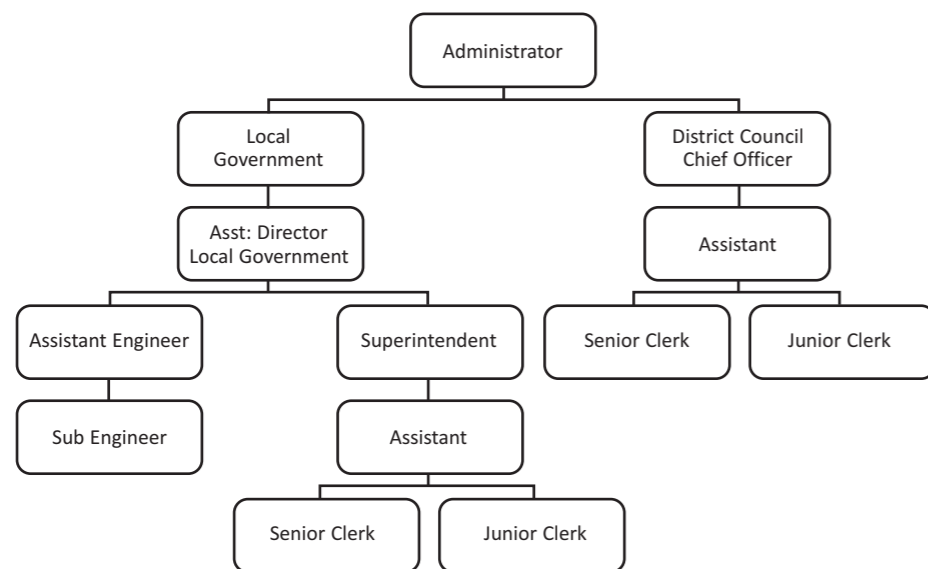 Administrator
Local
Government
District Council
Chief Officer
Asst: Director
Local Government
Assistant
Assistant Engineer
Superintendent
Senior Clerk
Junior Clerk
Sub Engineer
Assistant
Senior Clerk
Junior Clerk